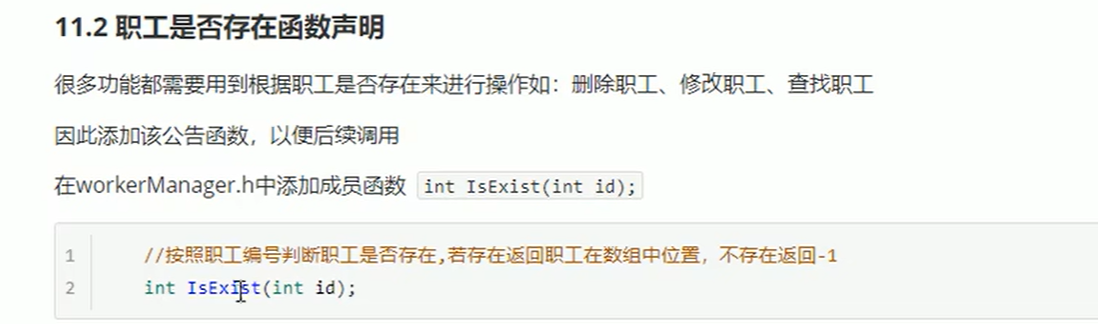 11.2 职工是否存在函数声明
很多功能都需要用到根据职工是否存在来进行操作如：删除职工、修改职工、查找职工
因此添加该公告函数，以便后续调用
在workerManager.h中添加成员函数 int IsExist(int id);
1 //按照职工编号判断职工是否存在,若存在返回职工在数组中位置，不存在返回-1
2 int IsExist(int id);